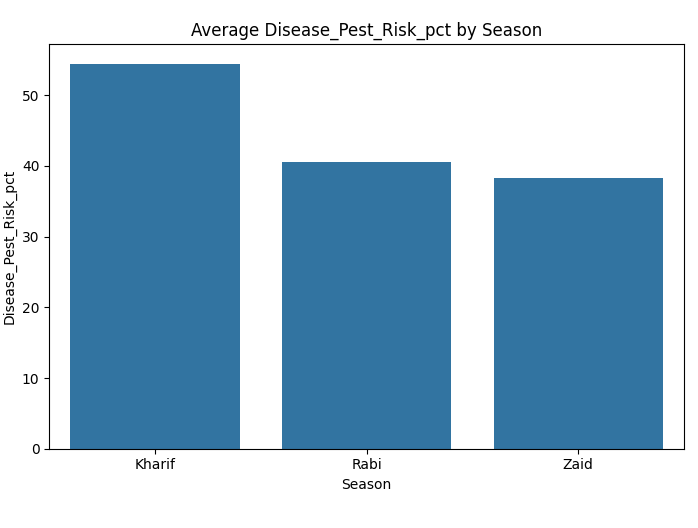 Average Disease_Pest_Risk_pct by Season
Disease_Pest_Risk_pct
50
40
30
20
10
0
Kharif
Rabi
Zaid
Season